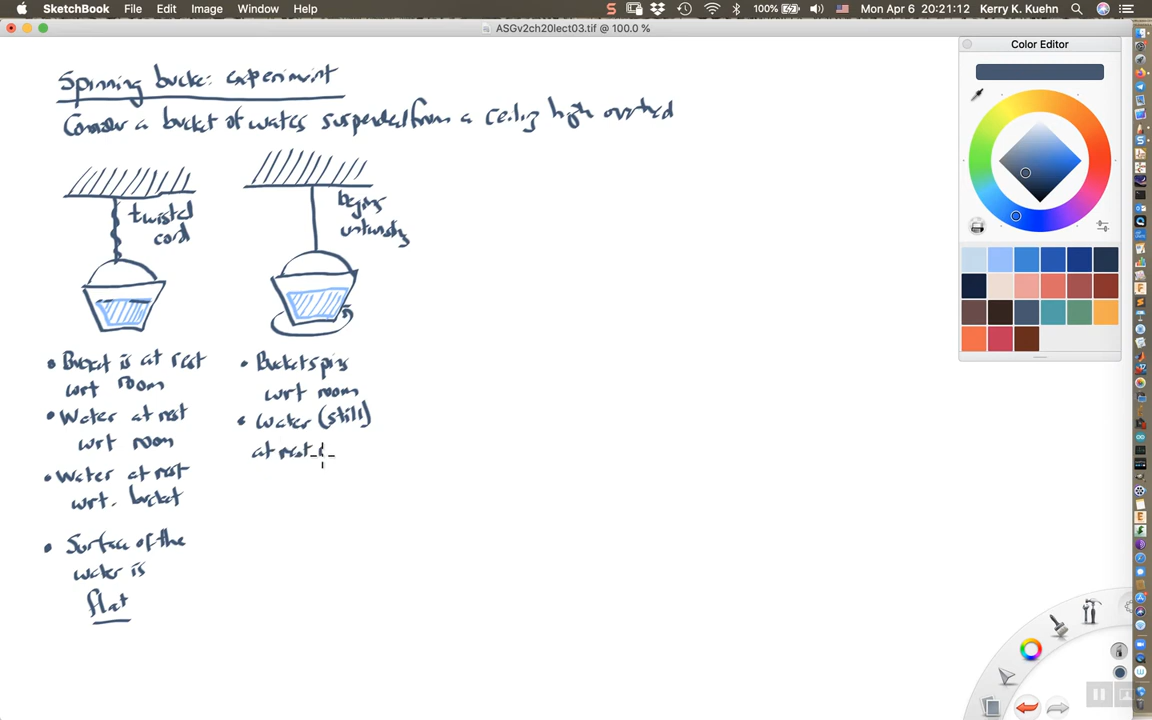 SketchBook File Edit Image Window Help
100% Mon Apr 6 20:21:12 Kerry K. Kuehn
ASGv2ch20lect03.tif @ 100.0 %
Color Editor
Spinning bucket experiment
Consider a bucket of water suspended from a ceiling high overhead
twisted
cord
begins
untwisting
• Bucket is at rest
wrt room
• Water at rest
wrt room
• Water at rest
wrt. bucket
• Surface of the
water is
flat
• Bucket spins
wrt room
• Water (still)
at rest